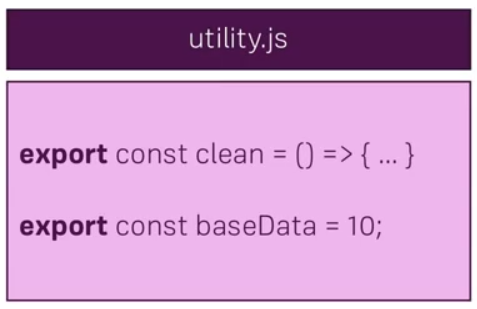 utility.js
export const clean = () => { ... }
export const baseData = 10;